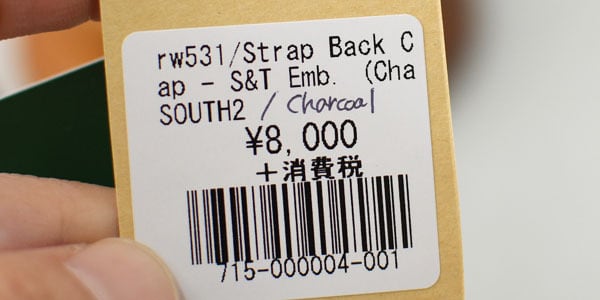 rw531/Strap Back C
ap - S&T Emb. (Cha
SOUTH2 / Charcoal
¥8,000
+消費税
715-000004-001